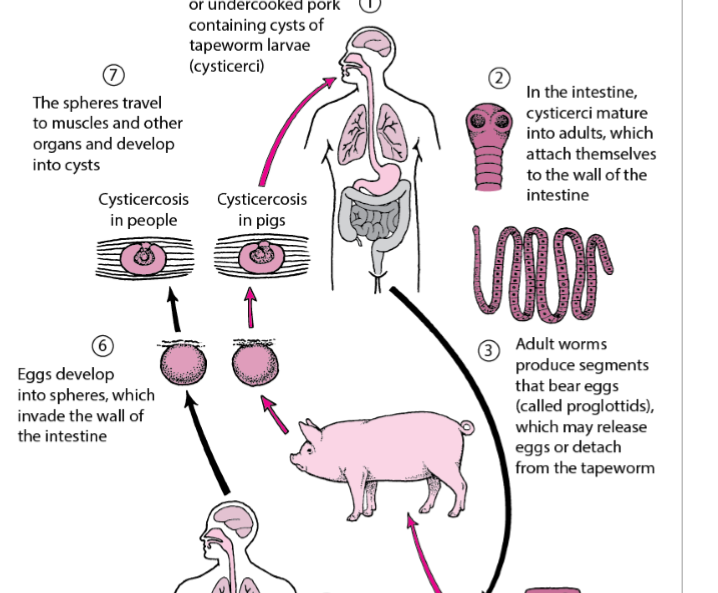 or undercooked pork
containing cysts of
tapeworm larvae
(cysticerci)
1
2
In the intestine,
cysticerci mature
into adults, which
attach themselves
to the wall of the
intestine
7
The spheres travel
to muscles and other
organs and develop
into cysts
Cysticercosis
in people
Cysticercosis
in pigs
3
Adult worms
produce segments
that bear eggs
(called proglottids),
which may release
eggs or detach
from the tapeworm
6
Eggs develop
into spheres, which
invade the wall of
the intestine